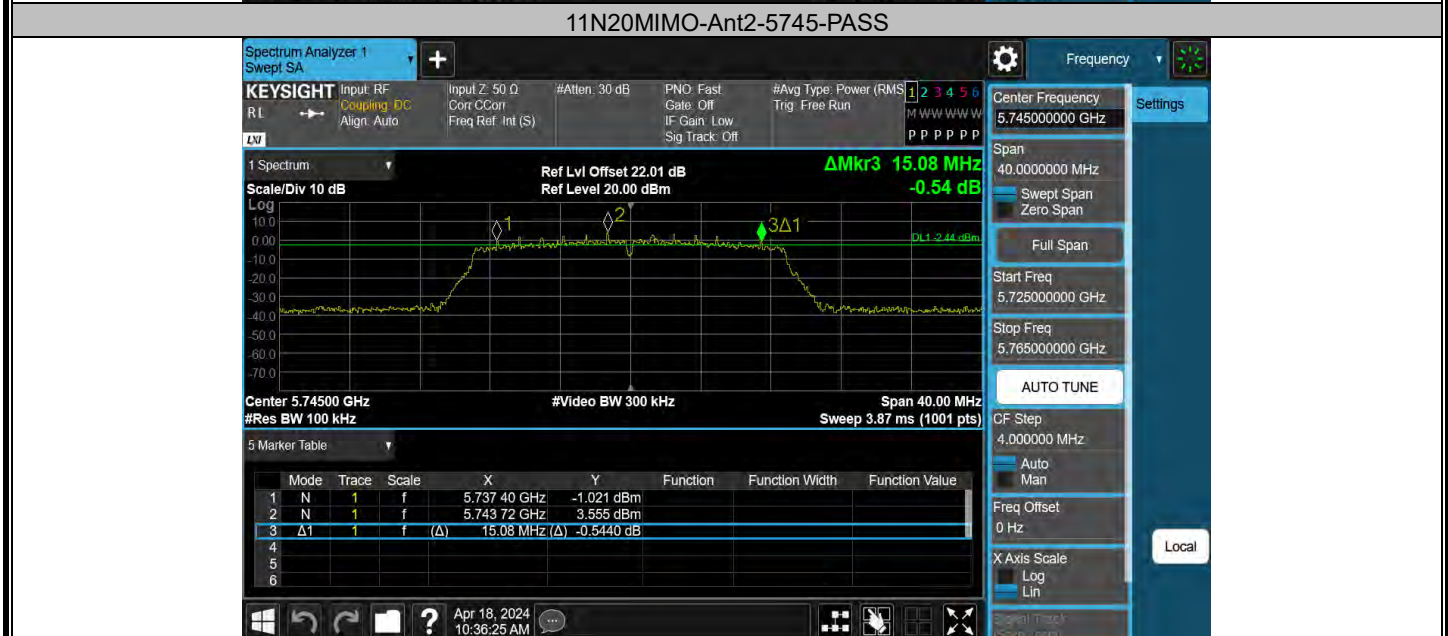 11N20MIMO-Ant2-5745-PASS
Spectrum Analyzer 1
Swept SA
+
Frequency
KEYSIGHT
RL
LXI
Input: RF
Coupling: DC
Align: Auto
Input Z: 50 Ω
Corr CCorr
Freq Ref: Int (S)
#Atten: 30 dB
PNO: Fast
Gate: Off
IF Gain: Low
Sig Track: Off
#Avg Type: Power (RMS
Trig: Free Run
1 2 3 4 5 6
M W W W W W
P P P P P P
1 Spectrum
Scale/Div 10 dB
Log
Ref Lvl Offset 22.01 dB
Ref Level 20.00 dBm
ΔMkr3 15.08 MHz
-0.54 dB
10.0
0.00
-10.0
-20.0
-30.0
-40.0
-50.0
-60.0
-70.0
1
2
3Δ1
DL1 -2.44 dBm
Center 5.74500 GHz
#Video BW 300 kHz
Span 40.00 MHz
#Res BW 100 kHz
Sweep 3.87 ms (1001 pts)
5 Marker Table
Mode Trace Scale X Y Function Function Width Function Value
1 N 1 f 5.737 40 GHz -1.021 dBm
2 N 1 f 5.743 72 GHz 3.555 dBm
3 Δ1 1 f (Δ) 15.08 MHz (Δ) -0.5440 dB
4
5
6
?
Apr 18, 2024
10:36:25 AM
Center Frequency
5.745000000 GHz
Settings
Span
40.0000000 MHz
Swept Span
Zero Span
Full Span
Start Freq
5.725000000 GHz
Stop Freq
5.765000000 GHz
AUTO TUNE
CF Step
4.000000 MHz
Auto
Man
Freq Offset
0 Hz
X Axis Scale
Log
Lin
Signal Track
Local